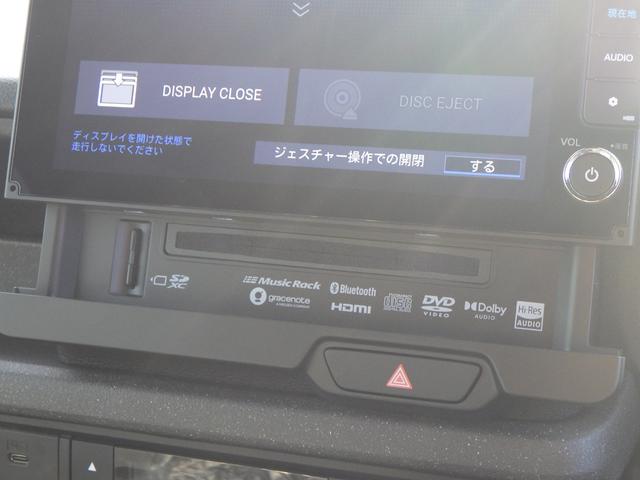 現在地
AUDIO
DISPLAY CLOSE
DISC EJECT
ディスプレイを開けた状態で
走行しないでください
ジェスチャー操作での開閉
する
VOL
SD
XC
Music Rack
Bluetooth
gracenote
HDMI
COMPACT
disc
DVD
VIDEO
Dolby
AUDIO
Hi-Res
AUDIO